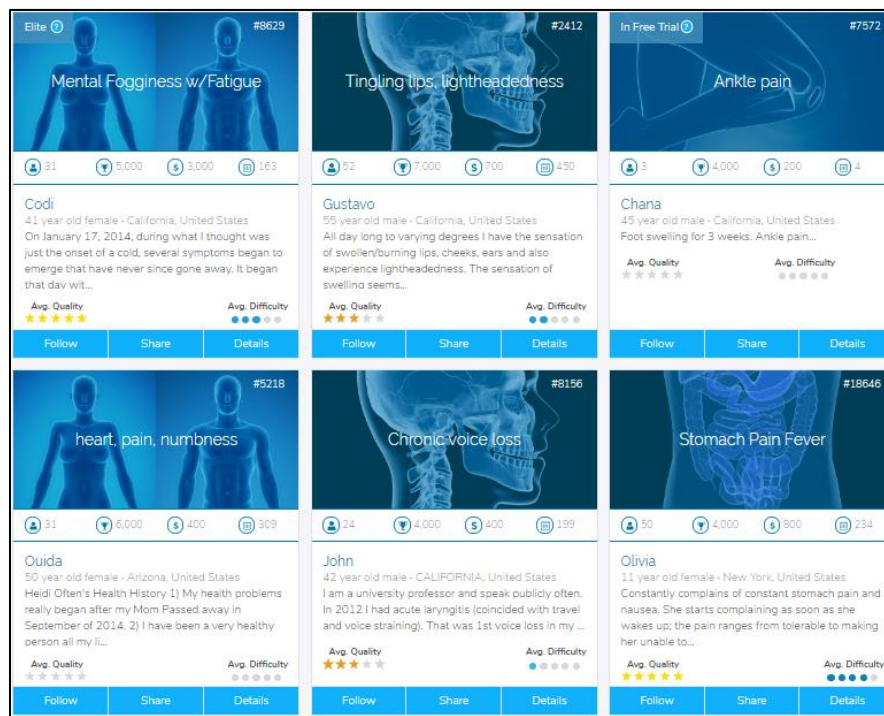 Elite ?
#8629
Mental Fogginess w/Fatigue
31 5,000 $ 3,000 163
Codi
41 year old female - California, United States
On January 17, 2014, during what I thought was
just the onset of a cold, several symptoms began to
emerge that have never since gone away. It began
that day wit...
Avg. Quality Avg. Difficulty
Follow Share Details
#2412
Tingling lips, lightheadedness
52 7,000 $ 700 450
Gustavo
55 year old male - California, United States
All day long to varying degrees I have the sensation
of swollen/burning lips, cheeks, ears and also
experience lightheadedness. The sensation of
swelling seems...
Avg. Quality Avg. Difficulty
Follow Share Details
In Free Trial ?
#7572
Ankle pain
3 4,000 $ 200 4
Chana
45 year old male - California, United States
Foot swelling for 3 weeks. Ankle pain...
Avg. Quality Avg. Difficulty
Follow Share Details
#5218
heart, pain, numbness
31 6,000 $ 400 309
Ouida
50 year old female - Arizona, United States
Heidi Often's Health History 1) My health problems
really began after my Mom Passed away in
September of 2014. 2) I have been a very healthy
person all my li...
Avg. Quality Avg. Difficulty
Follow Share Details
#8156
Chronic voice loss
24 4,000 $ 400 199
John
42 year old male - CALIFORNIA, United States
I am a university professor and speak publicly often.
In 2012 I had acute laryngitis (coincided with travel
and voice straining). That was 1st voice loss in my ...
Avg. Quality Avg. Difficulty
Follow Share Details
#18646
Stomach Pain Fever
50 4,000 $ 800 234
Olivia
11 year old female - New York, United States
Constantly complains of constant stomach pain and
nausea. She starts complaining as soon as she
wakes up; the pain ranges from tolerable to making
her unable to...
Avg. Quality Avg. Difficulty
Follow Share Details